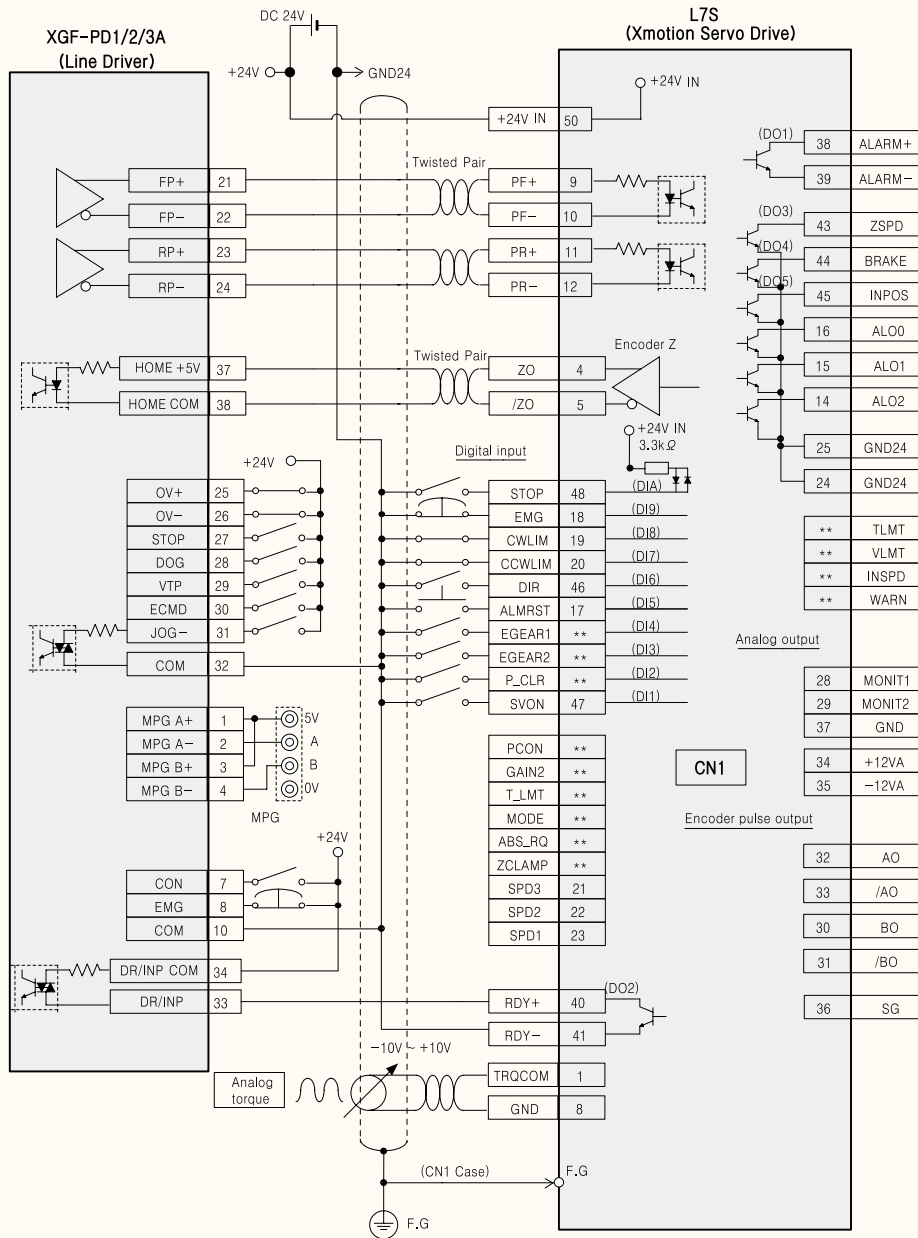 XGF-PD1/2/3A
(Line Driver)
DC 24V
+24V
GND24
L7S
(Xmotion Servo Drive)
+24V IN
+24V IN 50
FP+ 21
FP- 22
RP+ 23
RP- 24
Twisted Pair
PF+ 9
PF- 10
PR+ 11
PR- 12
HOME +5V 37
HOME COM 38
Twisted Pair
ZO 4
/ZO 5
Encoder Z
+24V IN
3.3kΩ
+24V
OV+ 25
OV- 26
STOP 27
DOG 28
VTP 29
ECMD 30
JOG- 31
COM 32
Digital input
STOP 48 (DIA)
EMG 18 (DI9)
CWLIM 19 (DI8)
CCWLIM 20 (DI7)
DIR 46 (DI6)
ALMRST 17 (DI5)
EGEAR1 ** (DI4)
EGEAR2 ** (DI3)
P_CLR ** (DI2)
SVON 47 (DI1)
MPG A+ 1
MPG A- 2
MPG B+ 3
MPG B- 4
5V
A
B
0V
MPG
PCON **
GAIN2 **
T_LMT **
MODE **
ABS_RQ **
ZCLAMP **
SPD3 21
SPD2 22
SPD1 23
+24V
CON 7
EMG 8
COM 10
DR/INP COM 34
DR/INP 33
RDY+ 40
RDY- 41
(DO2)
-10V ~ +10V
Analog
torque
TRQCOM 1
GND 8
(CN1 Case)
F.G
F.G
(DO1)
38 ALARM+
39 ALARM-
(DO3)
43 ZSPD
(DO4)
44 BRAKE
(DO5)
45 INPOS
16 ALO0
15 ALO1
14 ALO2
25 GND24
24 GND24
** TLMT
** VLMT
** INSPD
** WARN
Analog output
28 MONIT1
29 MONIT2
37 GND
34 +12VA
35 -12VA
CN1
Encoder pulse output
32 AO
33 /AO
30 BO
31 /BO
36 SG